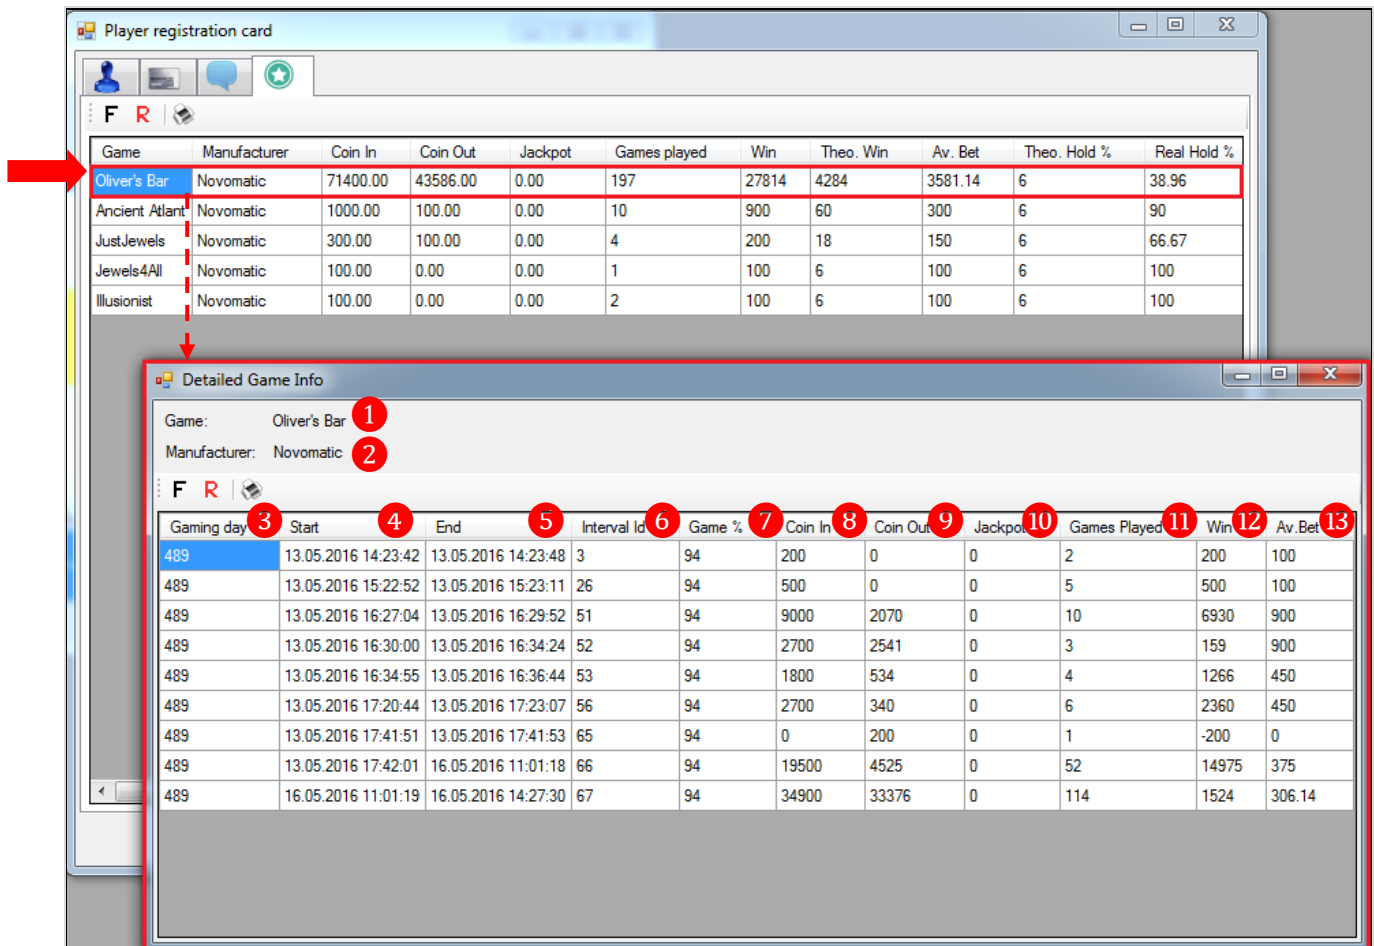 Player registration card
F R
Game Manufacturer Coin In Coin Out Jackpot Games played Win Theo. Win Av. Bet Theo. Hold % Real Hold %
Oliver's Bar Novomatic 71400.00 43586.00 0.00 197 27814 4284 3581.14 6 38.96
Ancient Atlant Novomatic 1000.00 100.00 0.00 10 900 60 300 6 90
JustJewels Novomatic 300.00 100.00 0.00 4 200 18 150 6 66.67
Jewels4All Novomatic 100.00 0.00 0.00 1 100 6 100 6 100
Illusionist Novomatic 100.00 0.00 0.00 2 100 6 100 6 100
Detailed Game Info
Game: Oliver's Bar 1
Manufacturer: Novomatic 2
F R
Gaming day 3 Start 4 End 5 Interval Id 6 Game % 7 Coin In 8 Coin Out 9 Jackpot 10 Games Played 11 Win 12 Av.Bet 13
489 13.05.2016 14:23:42 13.05.2016 14:23:48 3 94 200 0 0 2 200 100
489 13.05.2016 15:22:52 13.05.2016 15:23:11 26 94 500 0 0 5 500 100
489 13.05.2016 16:27:04 13.05.2016 16:29:52 51 94 9000 2070 0 10 6930 900
489 13.05.2016 16:30:00 13.05.2016 16:34:24 52 94 2700 2541 0 3 159 900
489 13.05.2016 16:34:55 13.05.2016 16:36:44 53 94 1800 534 0 4 1266 450
489 13.05.2016 17:20:44 13.05.2016 17:23:07 56 94 2700 340 0 6 2360 450
489 13.05.2016 17:41:51 13.05.2016 17:41:53 65 94 0 200 0 1 -200 0
489 13.05.2016 17:42:01 16.05.2016 11:01:18 66 94 19500 4525 0 52 14975 375
489 16.05.2016 11:01:19 16.05.2016 14:27:30 67 94 34900 33376 0 114 1524 306.14